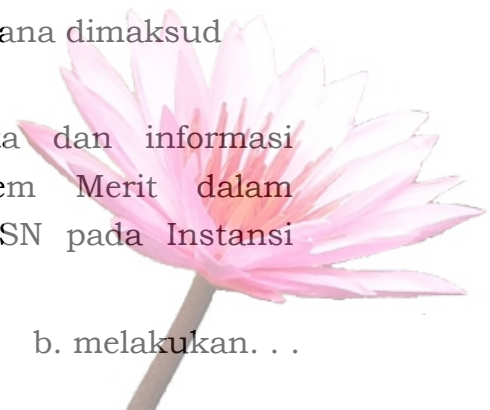 ana dimaksud
a dan informasi
em Merit dalam
SN pada Instansi
b. melakukan. . .